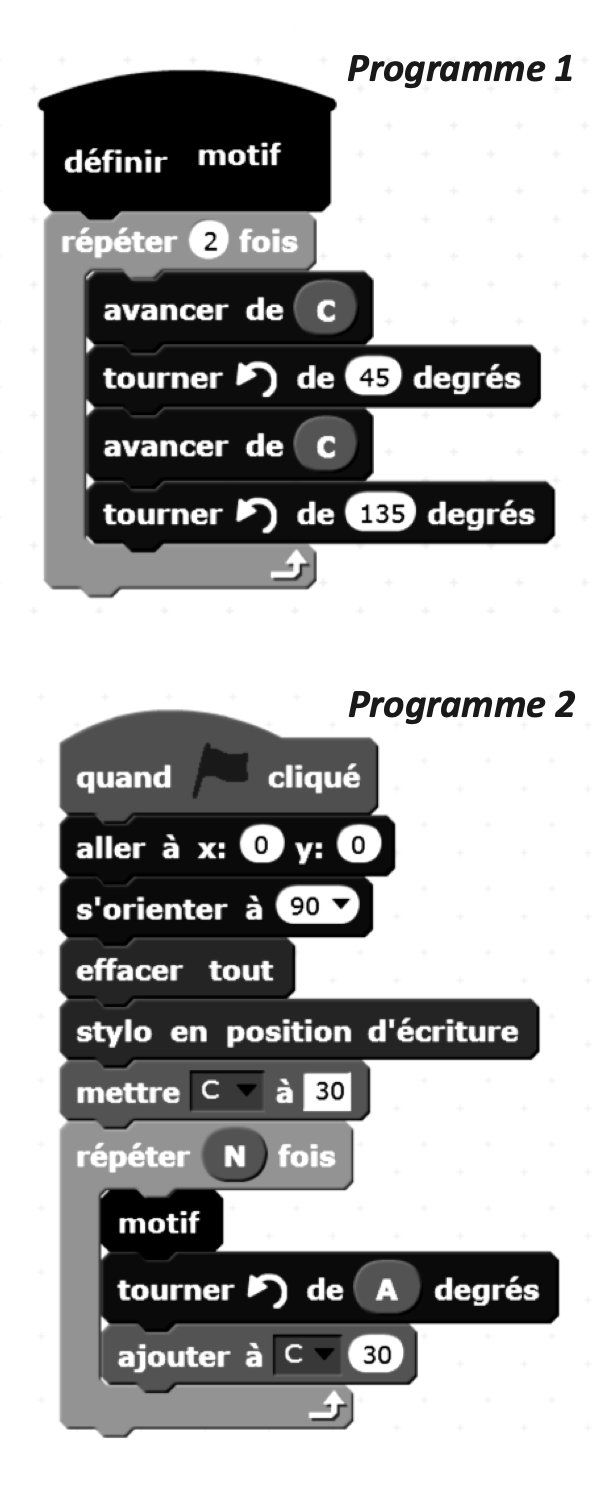 Programme 1
définir motif
répéter 2 fois
avancer de C
tourner de 45 degrés
avancer de C
tourner de 135 degrés
Programme 2
quand cliqué
aller à x: 0 y: 0
s'orienter à 90
effacer tout
stylo en position d'écriture
mettre C à 30
répéter N fois
motif
tourner de A degrés
ajouter à C 30